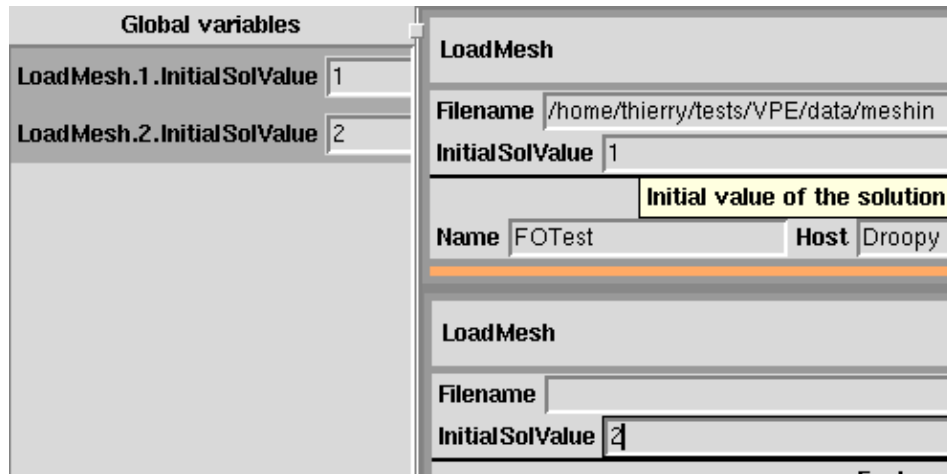 Global variables
LoadMesh.1.InitialSolValue 1
LoadMesh.2.InitialSolValue 2
LoadMesh
Filename /home/thierry/tests/VPE/data/meshin
InitialSolValue 1
Initial value of the solution
Name FOTest Host Droopy
LoadMesh
Filename
InitialSolValue 2